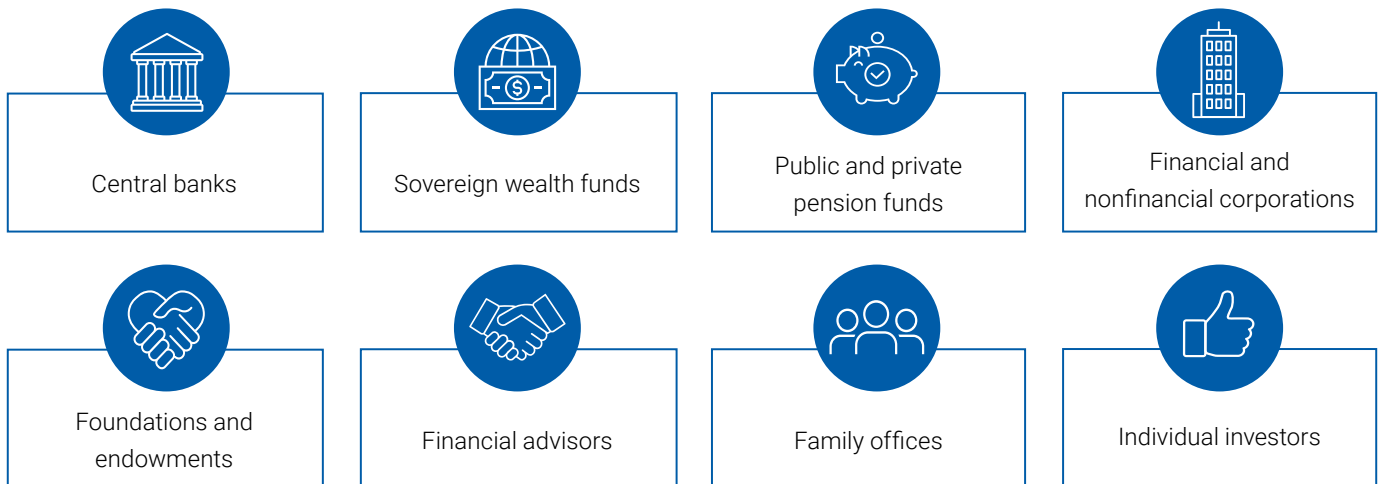 $
Central banks
Sovereign wealth funds
Public and private
pension funds
Financial and
nonfinancial corporations
Foundations and
endowments
Financial advisors
Family offices
Individual investors